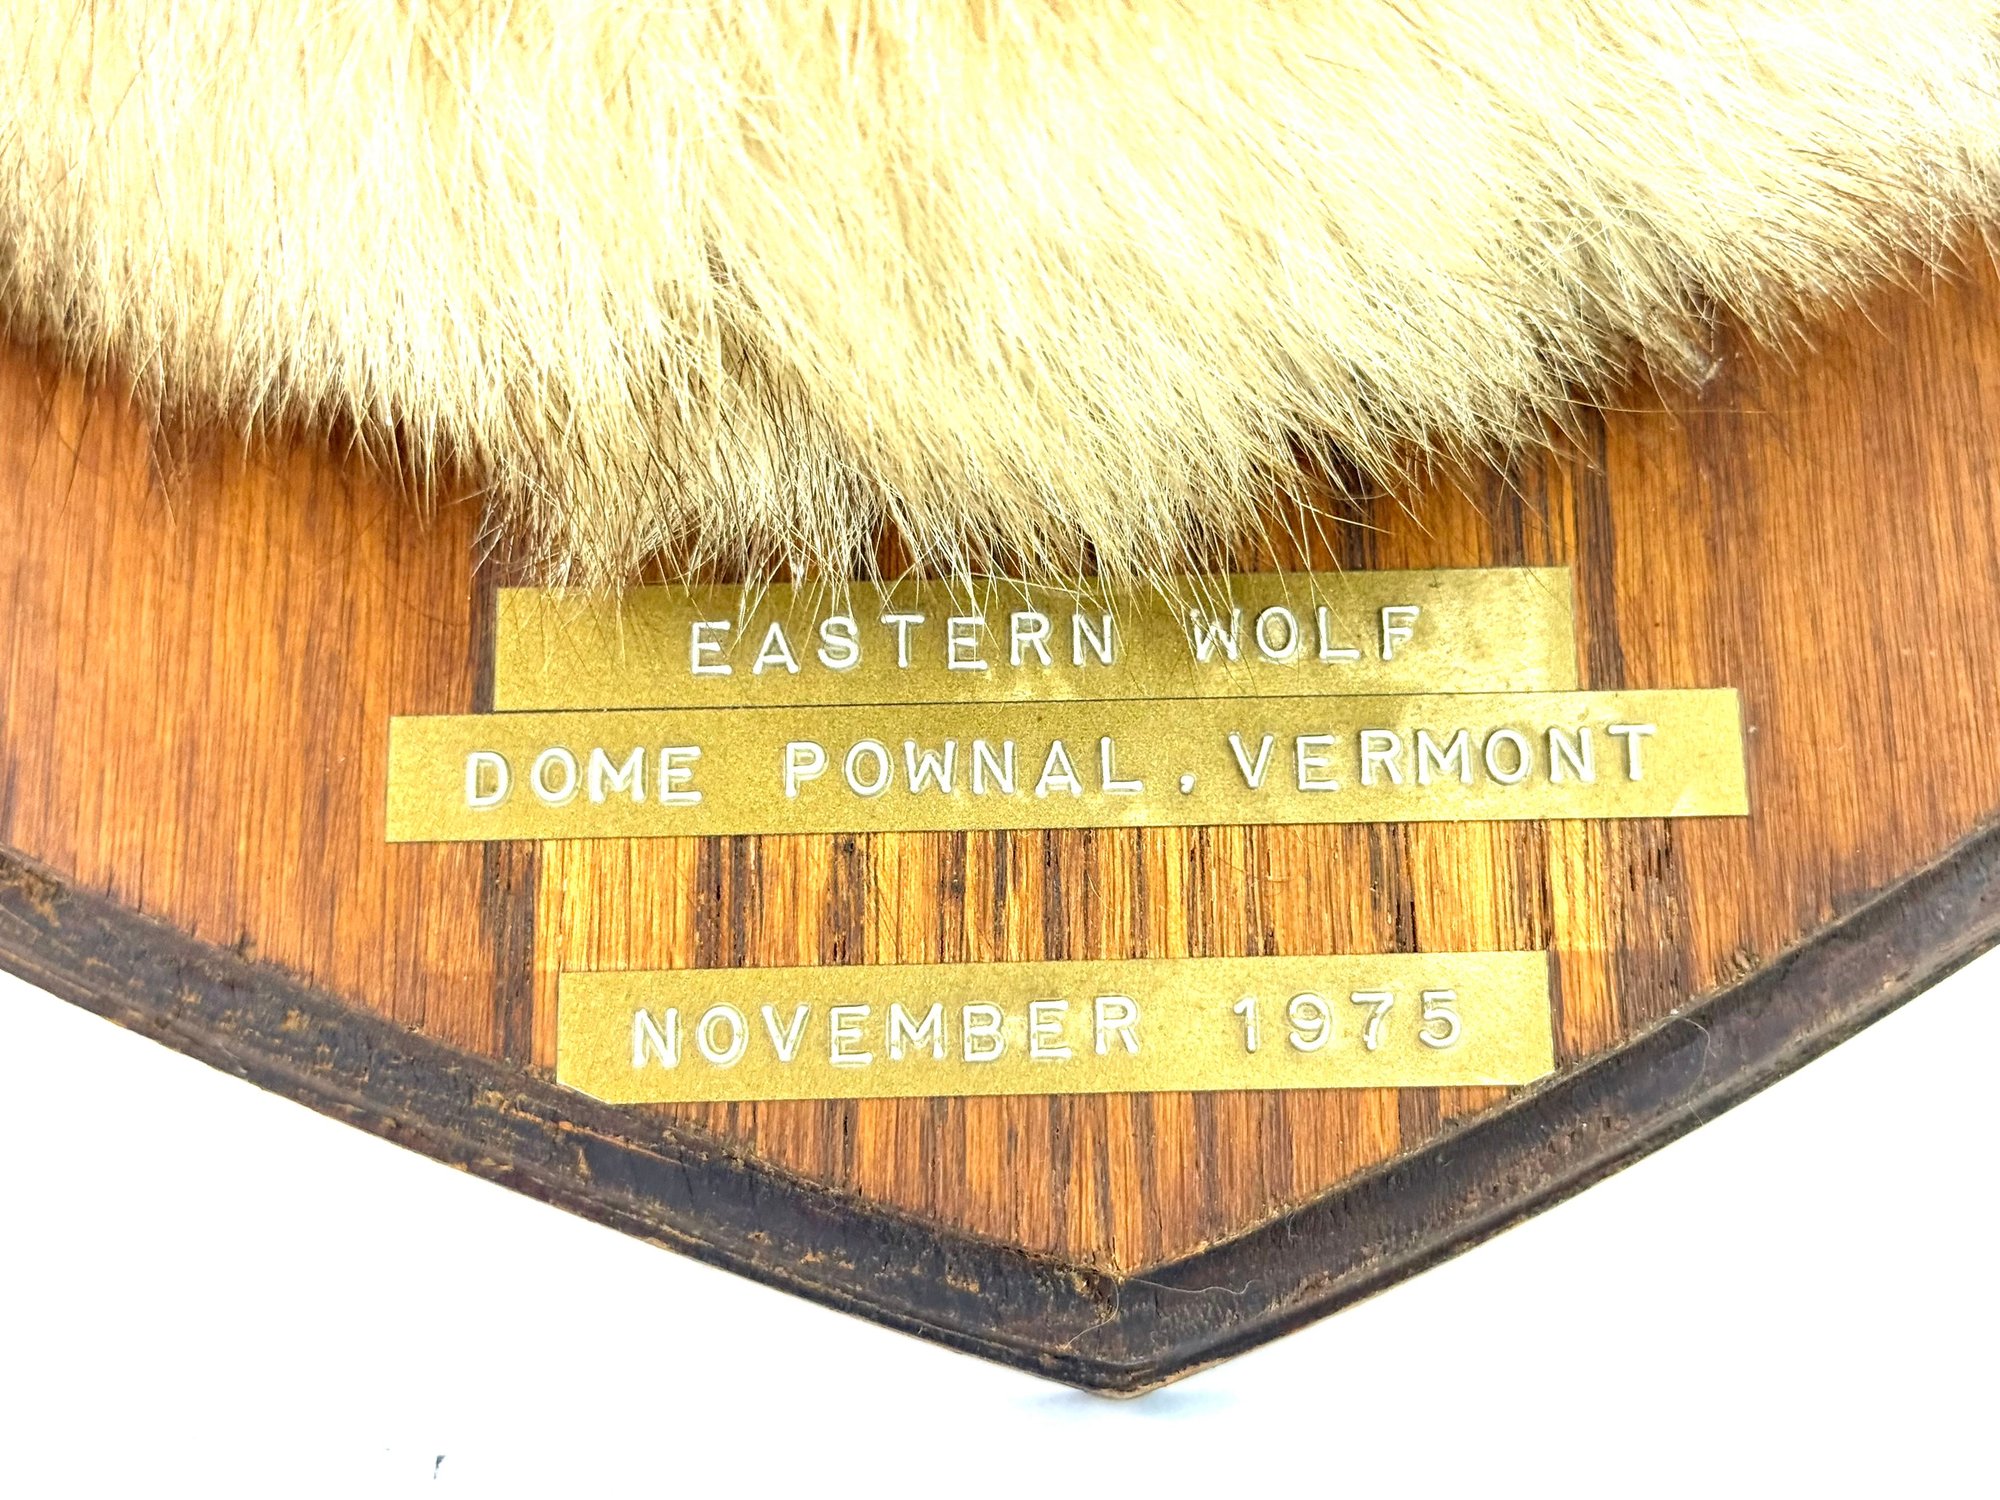 EASTERN WOLF
DOME POWNAL, VERMONT
NOVEMBER 1975